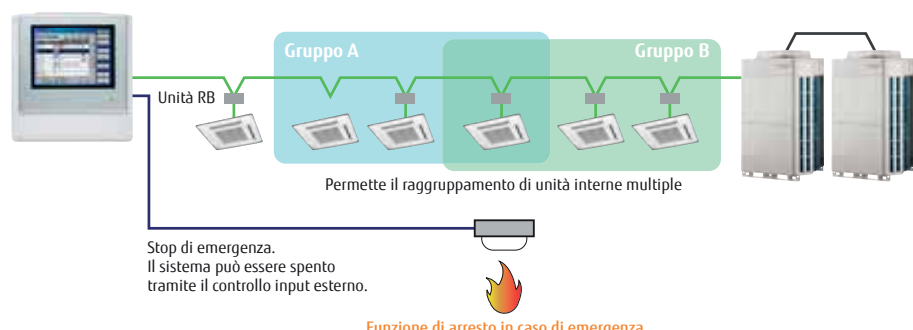 Gruppo A
Gruppo B
Unità RB
Permette il raggruppamento di unità interne multiple
Stop di emergenza.
Il sistema può essere spento
tramite il controllo input esterno.
Funzione di arresto in caso di emergenza